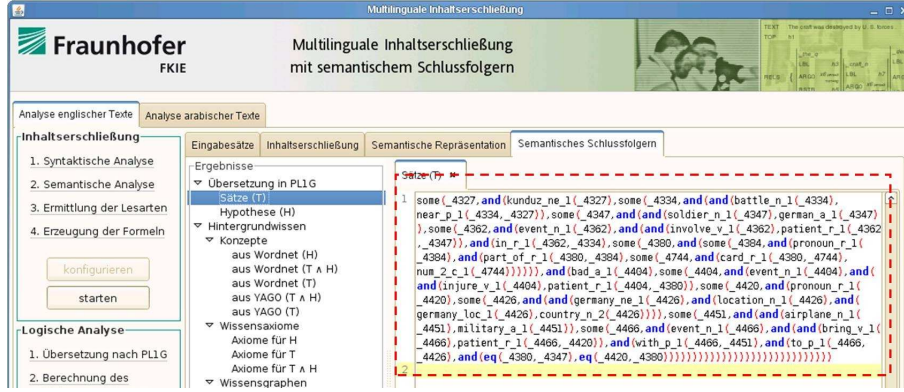 Multilinguale Inhaltserschließung
Fraunhofer
FKIE
Multilinguale Inhaltserschließung
mit semantischem Schlussfolgern
TEXT The craft was destroyed by U. S. forces
TOP h1
RELS
Analyse englischer Texte
Analyse arabischer Texte
Inhaltserschließung
1. Syntaktische Analyse
2. Semantische Analyse
3. Ermittlung der Lesarten
4. Erzeugung der Formeln
konfigurieren
starten
Logische Analyse
1. Übersetzung nach PL1G
2. Berechnung des
Eingabesätze
Inhaltserschließung
Semantische Repräsentation
Semantisches Schlussfolgern
Ergebnisse
Übersetzung in PL1G
Sätze (T)
Hypothese (H)
Hintergrundwissen
Konzepte
aus Wordnet (H)
aus Wordnet (T ∧ H)
aus Wordnet (T)
aus YAGO (T ∧ H)
aus YAGO (T)
Wissensaxiome
Axiome für H
Axiome für T
Axiome für T ∧ H
Wissensgraphen
Sätze (T)
1 some(_4327,and(kunduz_ne_1(_4327),some(_4334,and(and(battle_n_1(_4334),
near_p_1(_4334,_4327)),some(_4347,and(and(soldier_n_1(_4347),german_a_1(_4347)
),some(_4362,and(event_n_1(_4362),and(and(involve_v_1(_4362),patient_r_1(_4362
,_4347)),and(in_r_1(_4362,_4334),some(_4380,and(some(_4384,and(pronoun_r_1(
_4384),and(part_of_r_1(_4380,_4384),some(_4744,and(card_r_1(_4380,_4744),
num_2_c_1(_4744)))))),and(bad_a_1(_4404),some(_4404,and(event_n_1(_4404),and(
and(injure_v_1(_4404),patient_r_1(_4404,_4380)),some(_4420,and(pronoun_r_1(
_4420),some(_4426,and(and(germany_ne_1(_4426),and(location_n_1(_4426),and(
germany_loc_1(_4426),country_n_2(_4426)))),some(_4451,and(and(airplane_n_1(
_4451),military_a_1(_4451)),some(_4466,and(event_n_1(_4466),and(and(bring_v_1(
_4466),patient_r_1(_4466,_4420)),and(with_p_1(_4466,_4451),and(to_p_1(_4466,
_4426),and(eq(_4380,_4347),eq(_4420,_4380))))))))))))))))))))))))))))
2